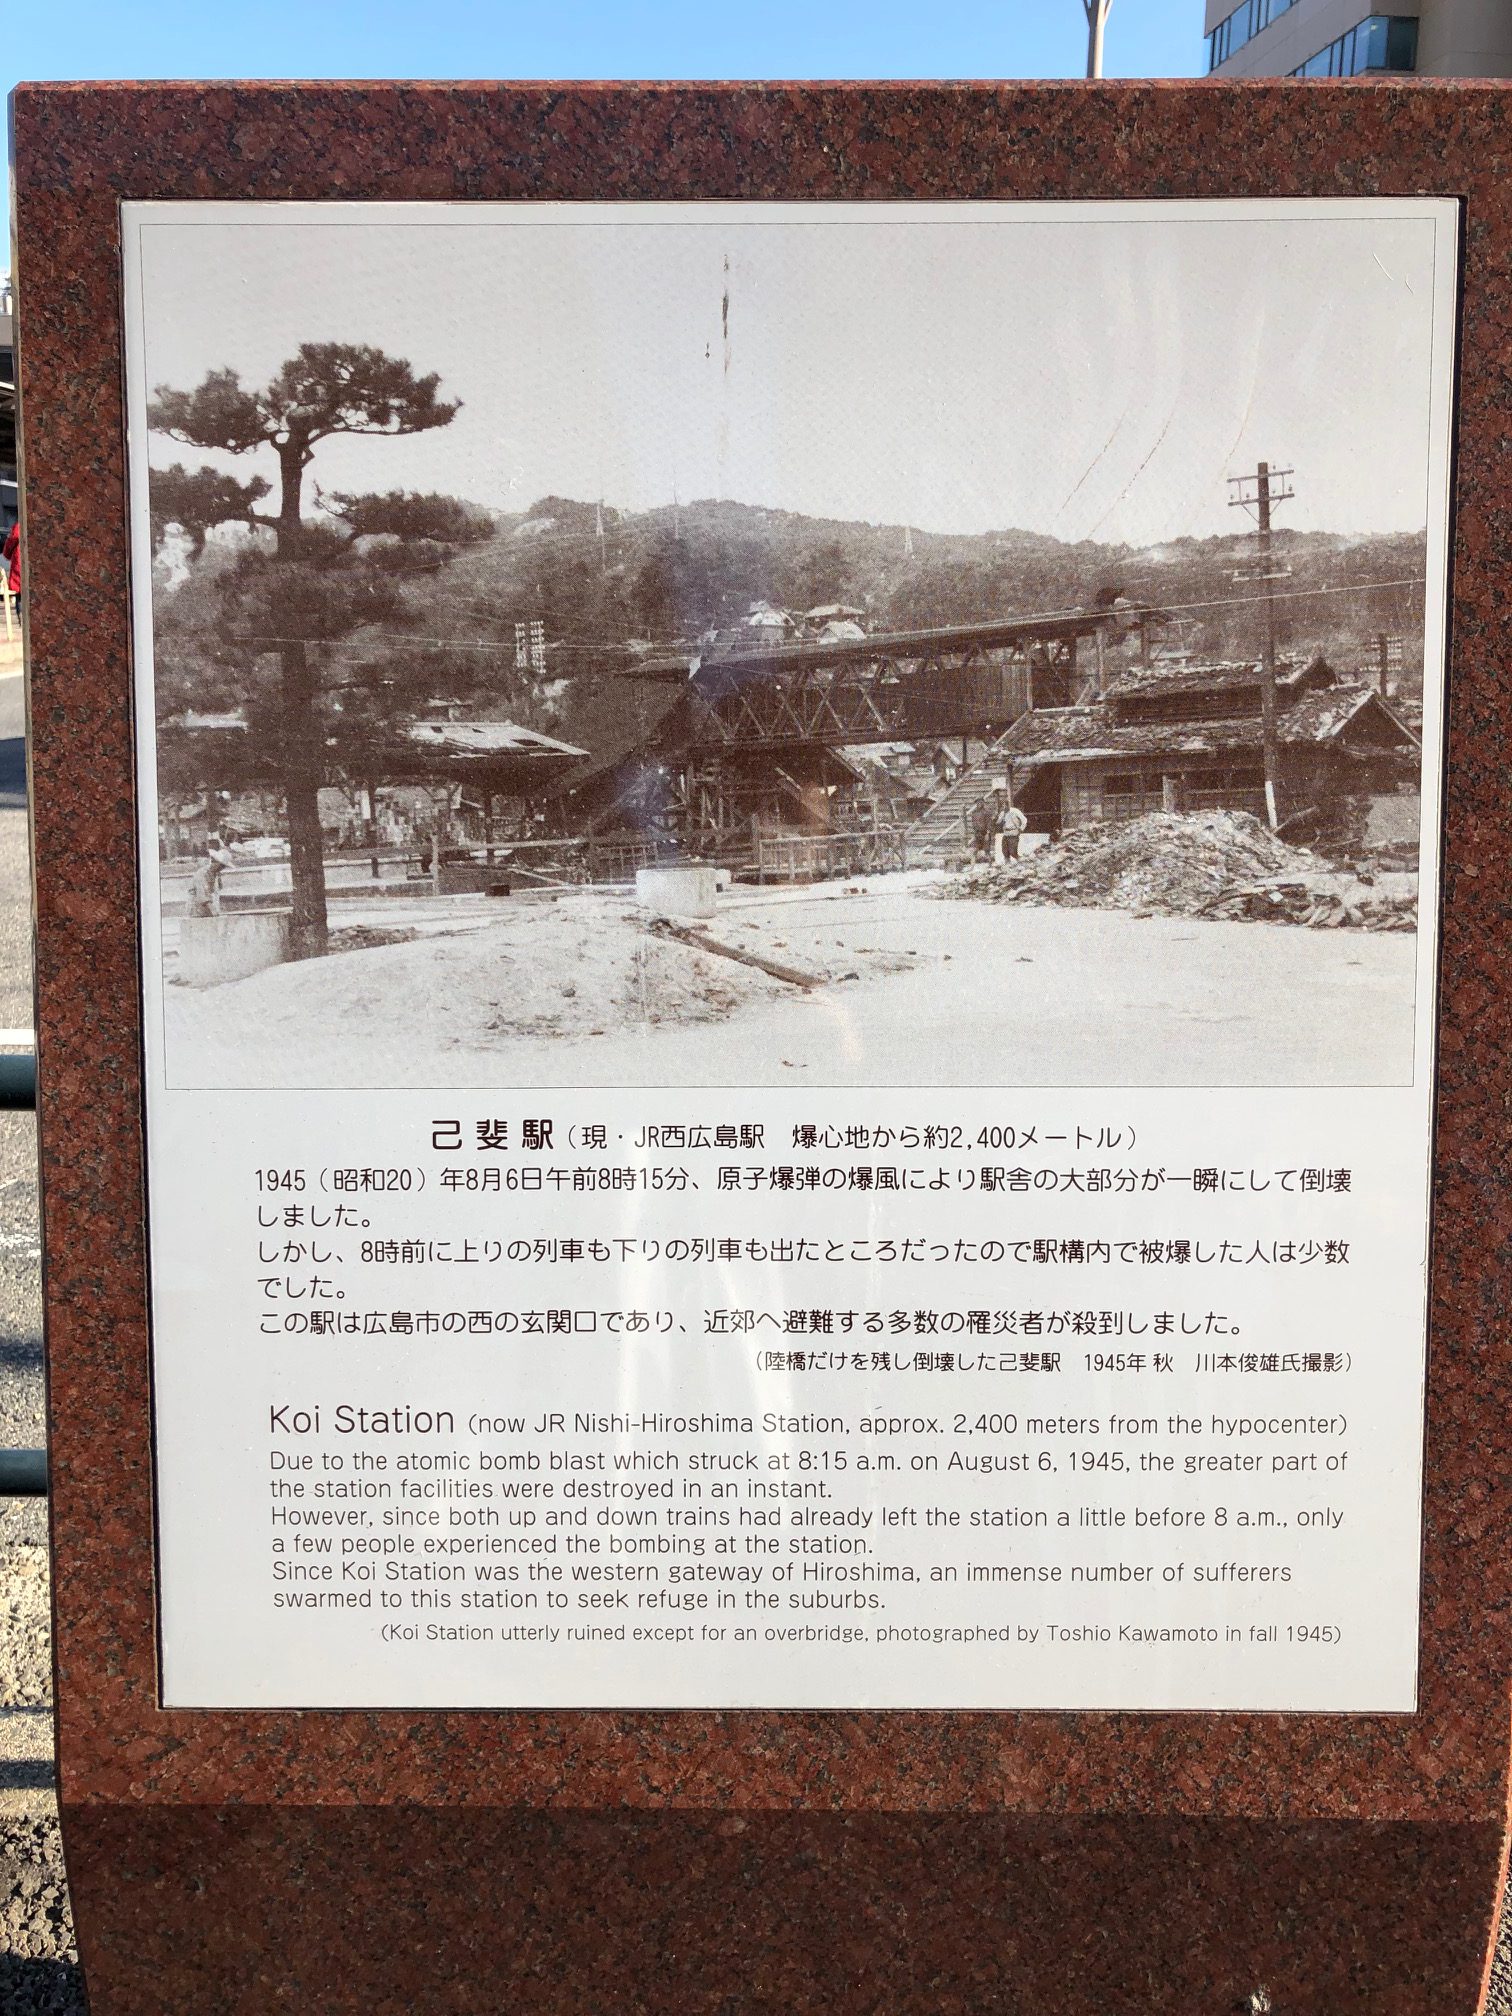 己斐駅（現・JR西広島駅　爆心地から約2,400メートル）
1945（昭和20）年8月6日午前8時15分、原子爆弾の爆風により駅舎の大部分が一瞬にして倒壊
しました。
しかし、8時前に上りの列車も下りの列車も出たところだったので駅構内で被爆した人は少数
でした。
この駅は広島市の西の玄関口であり、近郊へ避難する多数の罹災者が殺到しました。
（陸橋だけを残し倒壊した己斐駅　1945年 秋　川本俊雄氏撮影）
Koi Station (now JR Nishi-Hiroshima Station, approx. 2,400 meters from the hypocenter)
Due to the atomic bomb blast which struck at 8:15 a.m. on August 6, 1945, the greater part of
the station facilities were destroyed in an instant.
However, since both up and down trains had already left the station a little before 8 a.m., only
a few people experienced the bombing at the station.
Since Koi Station was the western gateway of Hiroshima, an immense number of sufferers
swarmed to this station to seek refuge in the suburbs.
(Koi Station utterly ruined except for an overbridge, photographed by Toshio Kawamoto in fall 1945)